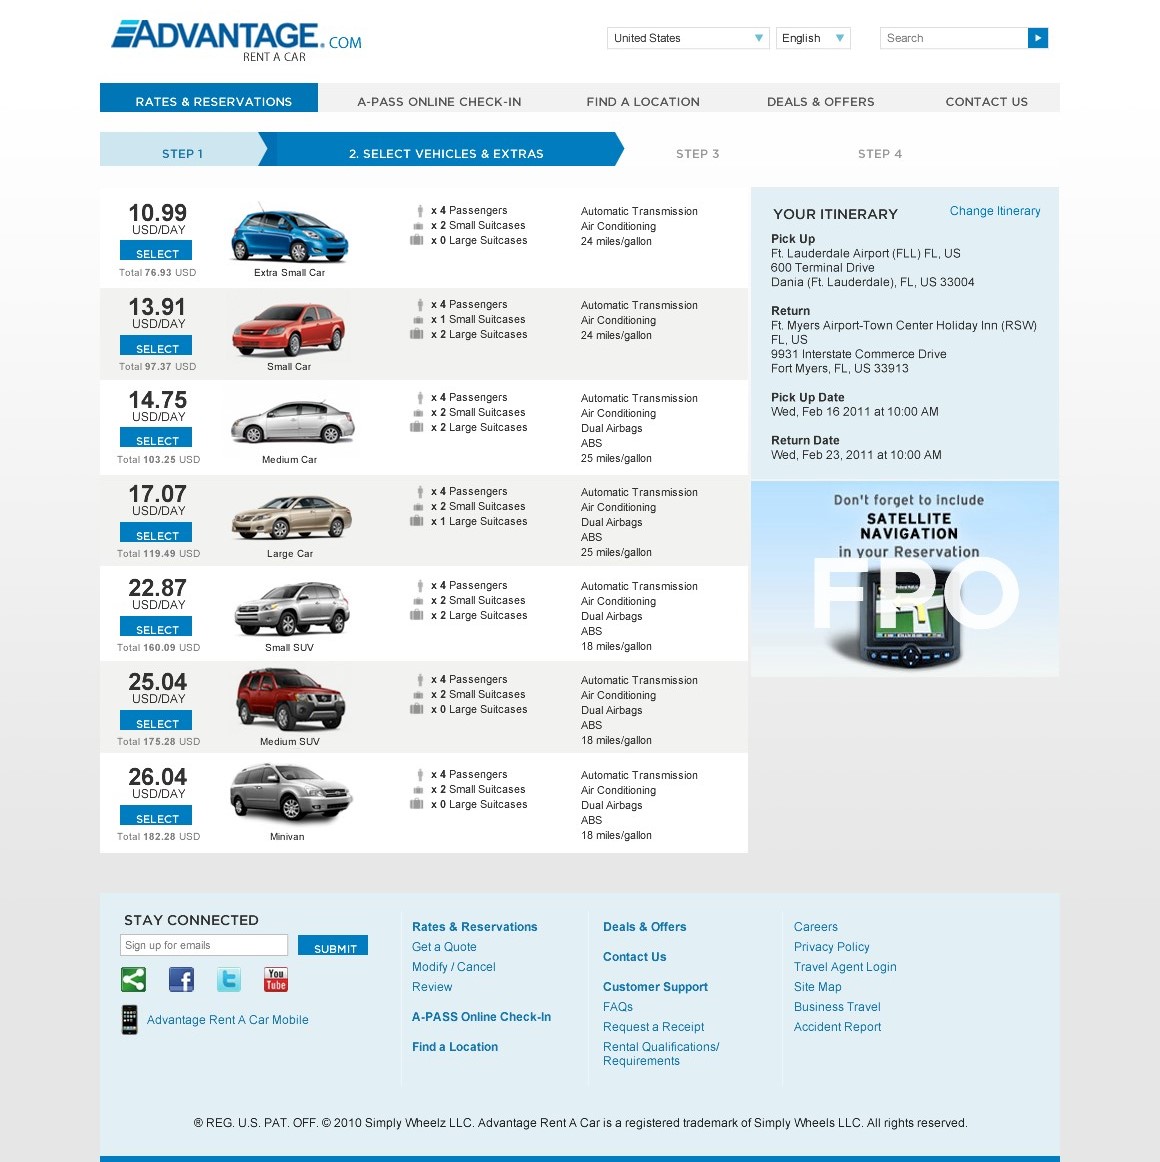 ADVANTAGE.COM
RENT A CAR
United States
English
Search
RATES & RESERVATIONS
A-PASS ONLINE CHECK-IN
FIND A LOCATION
DEALS & OFFERS
CONTACT US
STEP 1
2. SELECT VEHICLES & EXTRAS
STEP 3
STEP 4
10.99
USD/DAY
SELECT
Total 76.93 USD
Extra Small Car
x 4 Passengers
x 2 Small Suitcases
x 0 Large Suitcases
Automatic Transmission
Air Conditioning
24 miles/gallon
13.91
USD/DAY
SELECT
Total 97.37 USD
Small Car
x 4 Passengers
x 1 Small Suitcases
x 2 Large Suitcases
Automatic Transmission
Air Conditioning
24 miles/gallon
14.75
USD/DAY
SELECT
Total 103.25 USD
Medium Car
x 4 Passengers
x 2 Small Suitcases
x 2 Large Suitcases
Automatic Transmission
Air Conditioning
Dual Airbags
ABS
25 miles/gallon
17.07
USD/DAY
SELECT
Total 119.49 USD
Large Car
x 4 Passengers
x 2 Small Suitcases
x 1 Large Suitcases
Automatic Transmission
Air Conditioning
Dual Airbags
ABS
25 miles/gallon
22.87
USD/DAY
SELECT
Total 160.09 USD
Small SUV
x 4 Passengers
x 2 Small Suitcases
x 2 Large Suitcases
Automatic Transmission
Air Conditioning
Dual Airbags
ABS
18 miles/gallon
25.04
USD/DAY
SELECT
Total 175.28 USD
Medium SUV
x 4 Passengers
x 2 Small Suitcases
x 0 Large Suitcases
Automatic Transmission
Air Conditioning
Dual Airbags
ABS
18 miles/gallon
26.04
USD/DAY
SELECT
Total 182.28 USD
Minivan
x 4 Passengers
x 2 Small Suitcases
x 0 Large Suitcases
Automatic Transmission
Air Conditioning
Dual Airbags
ABS
18 miles/gallon
YOUR ITINERARY
Change Itinerary
Pick Up
Ft. Lauderdale Airport (FLL) FL, US
600 Terminal Drive
Dania (Ft. Lauderdale), FL, US 33004
Return
Ft. Myers Airport-Town Center Holiday Inn (RSW)
FL, US
9931 Interstate Commerce Drive
Fort Myers, FL, US 33913
Pick Up Date
Wed, Feb 16 2011 at 10:00 AM
Return Date
Wed, Feb 23, 2011 at 10:00 AM
Don't forget to include
SATELLITE
NAVIGATION
in your Reservation
FPO
STAY CONNECTED
Sign up for emails
SUBMIT
You
Tube
Advantage Rent A Car Mobile
Rates & Reservations
Get a Quote
Modify / Cancel
Review
A-PASS Online Check-In
Find a Location
Deals & Offers
Contact Us
Customer Support
FAQs
Request a Receipt
Rental Qualifications/
Requirements
Careers
Privacy Policy
Travel Agent Login
Site Map
Business Travel
Accident Report
® REG. U.S. PAT. OFF. © 2010 Simply Wheelz LLC. Advantage Rent A Car is a registered trademark of Simply Wheels LLC. All rights reserved.